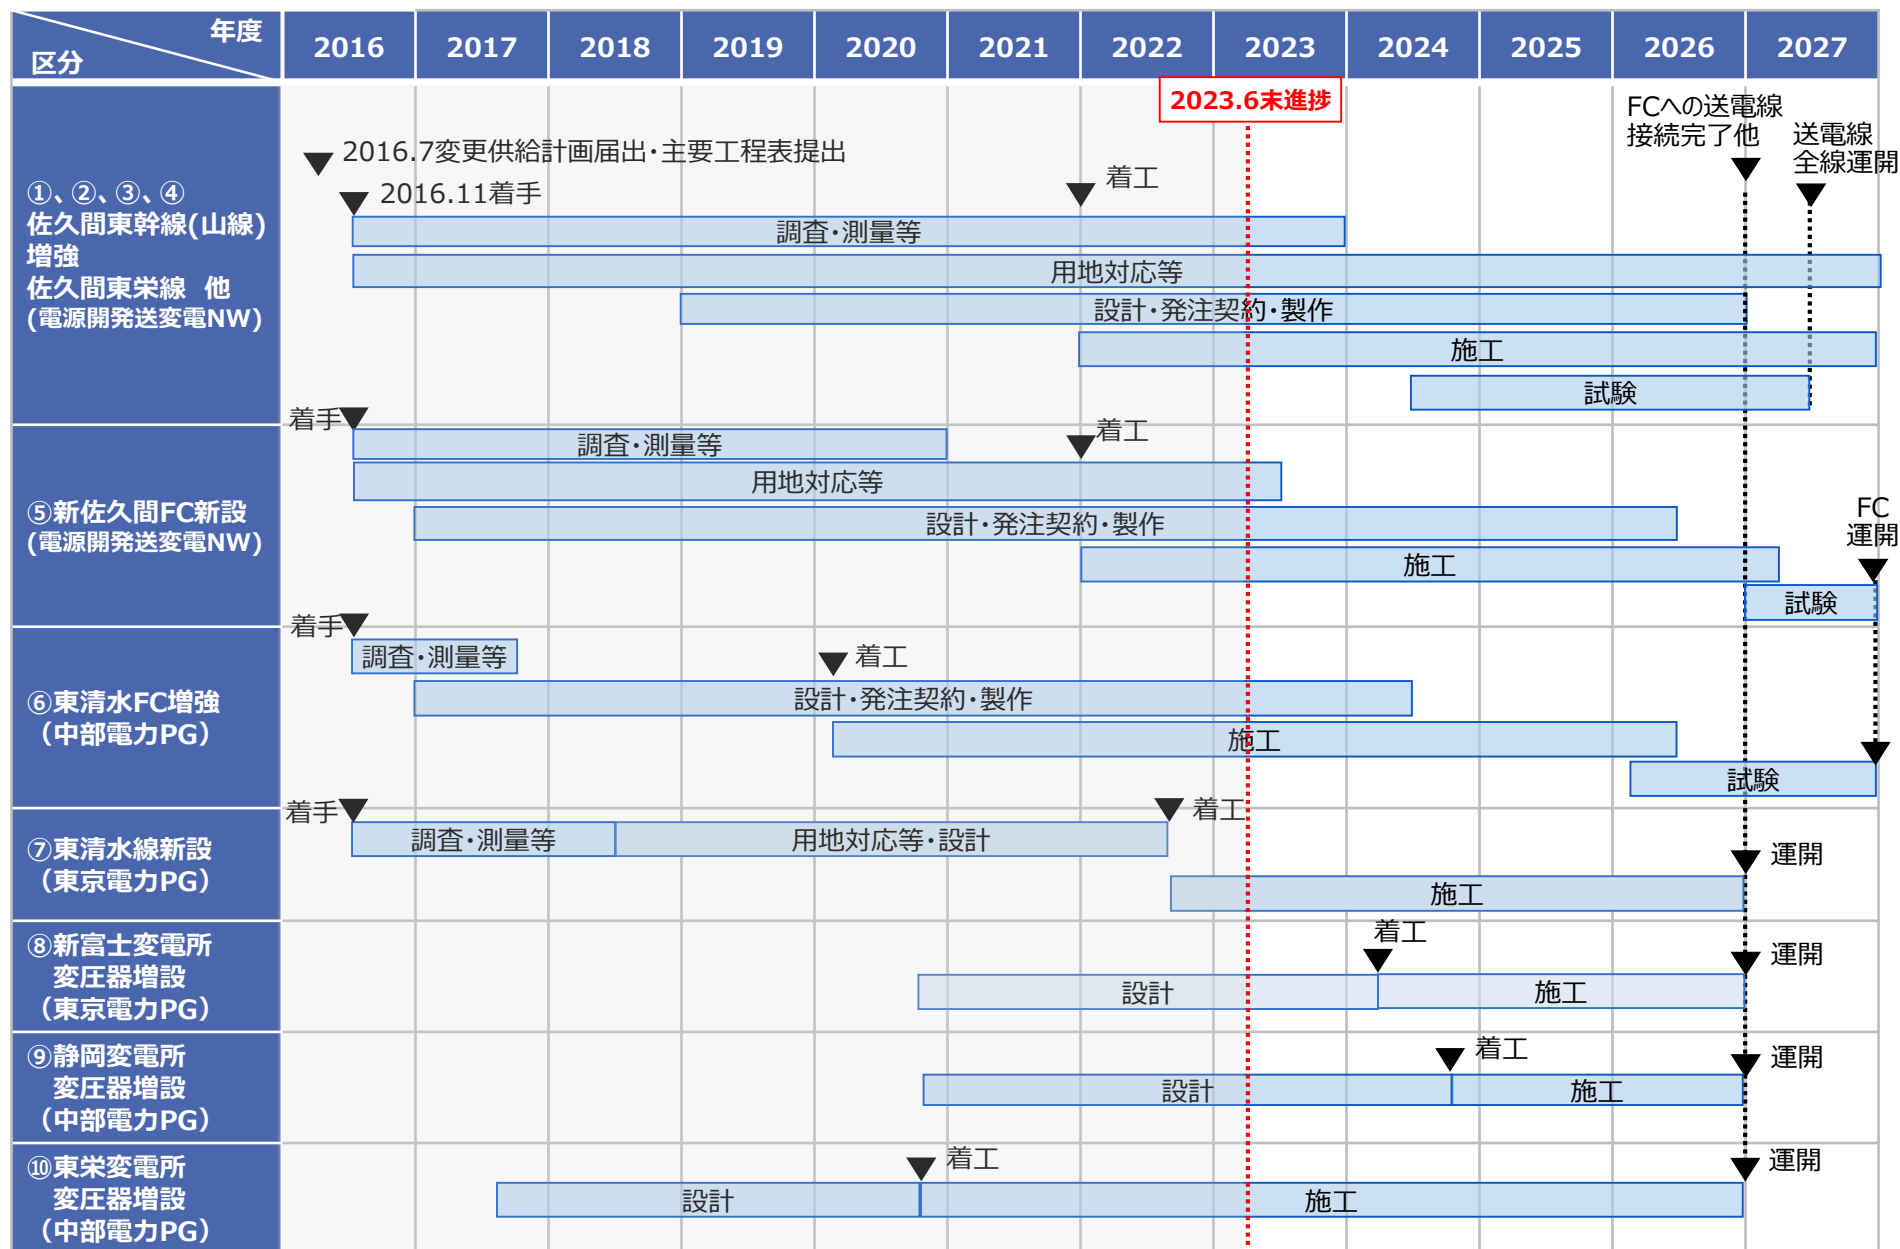 年度
区分
2016 2017 2018 2019 2020 2021 2022 2023 2024 2025 2026 2027
2023.6末進捗
①、②、③、④
佐久間東幹線(山線)
増強
佐久間東栄線 他
(電源開発送変電NW)
2016.7変更供給計画届出・主要工程表提出
2016.11着手
着工
FCへの送電線
接続完了他
送電線
全線運開
調査・測量等
用地対応等
設計・発注契約・製作
施工
試験
⑤新佐久間FC新設
(電源開発送変電NW)
着手
着工
調査・測量等
用地対応等
設計・発注契約・製作
施工
試験
FC
運開
⑥東清水FC増強
（中部電力PG）
着手
調査・測量等
着工
設計・発注契約・製作
施工
試験
⑦東清水線新設
（東京電力PG）
着手
調査・測量等
用地対応等・設計
着工
施工
運開
⑧新富士変電所
変圧器増設
（東京電力PG）
着工
設計
施工
運開
⑨静岡変電所
変圧器増設
（中部電力PG）
着工
設計
施工
運開
⑩東栄変電所
変圧器増設
（中部電力PG）
着工
設計
施工
運開